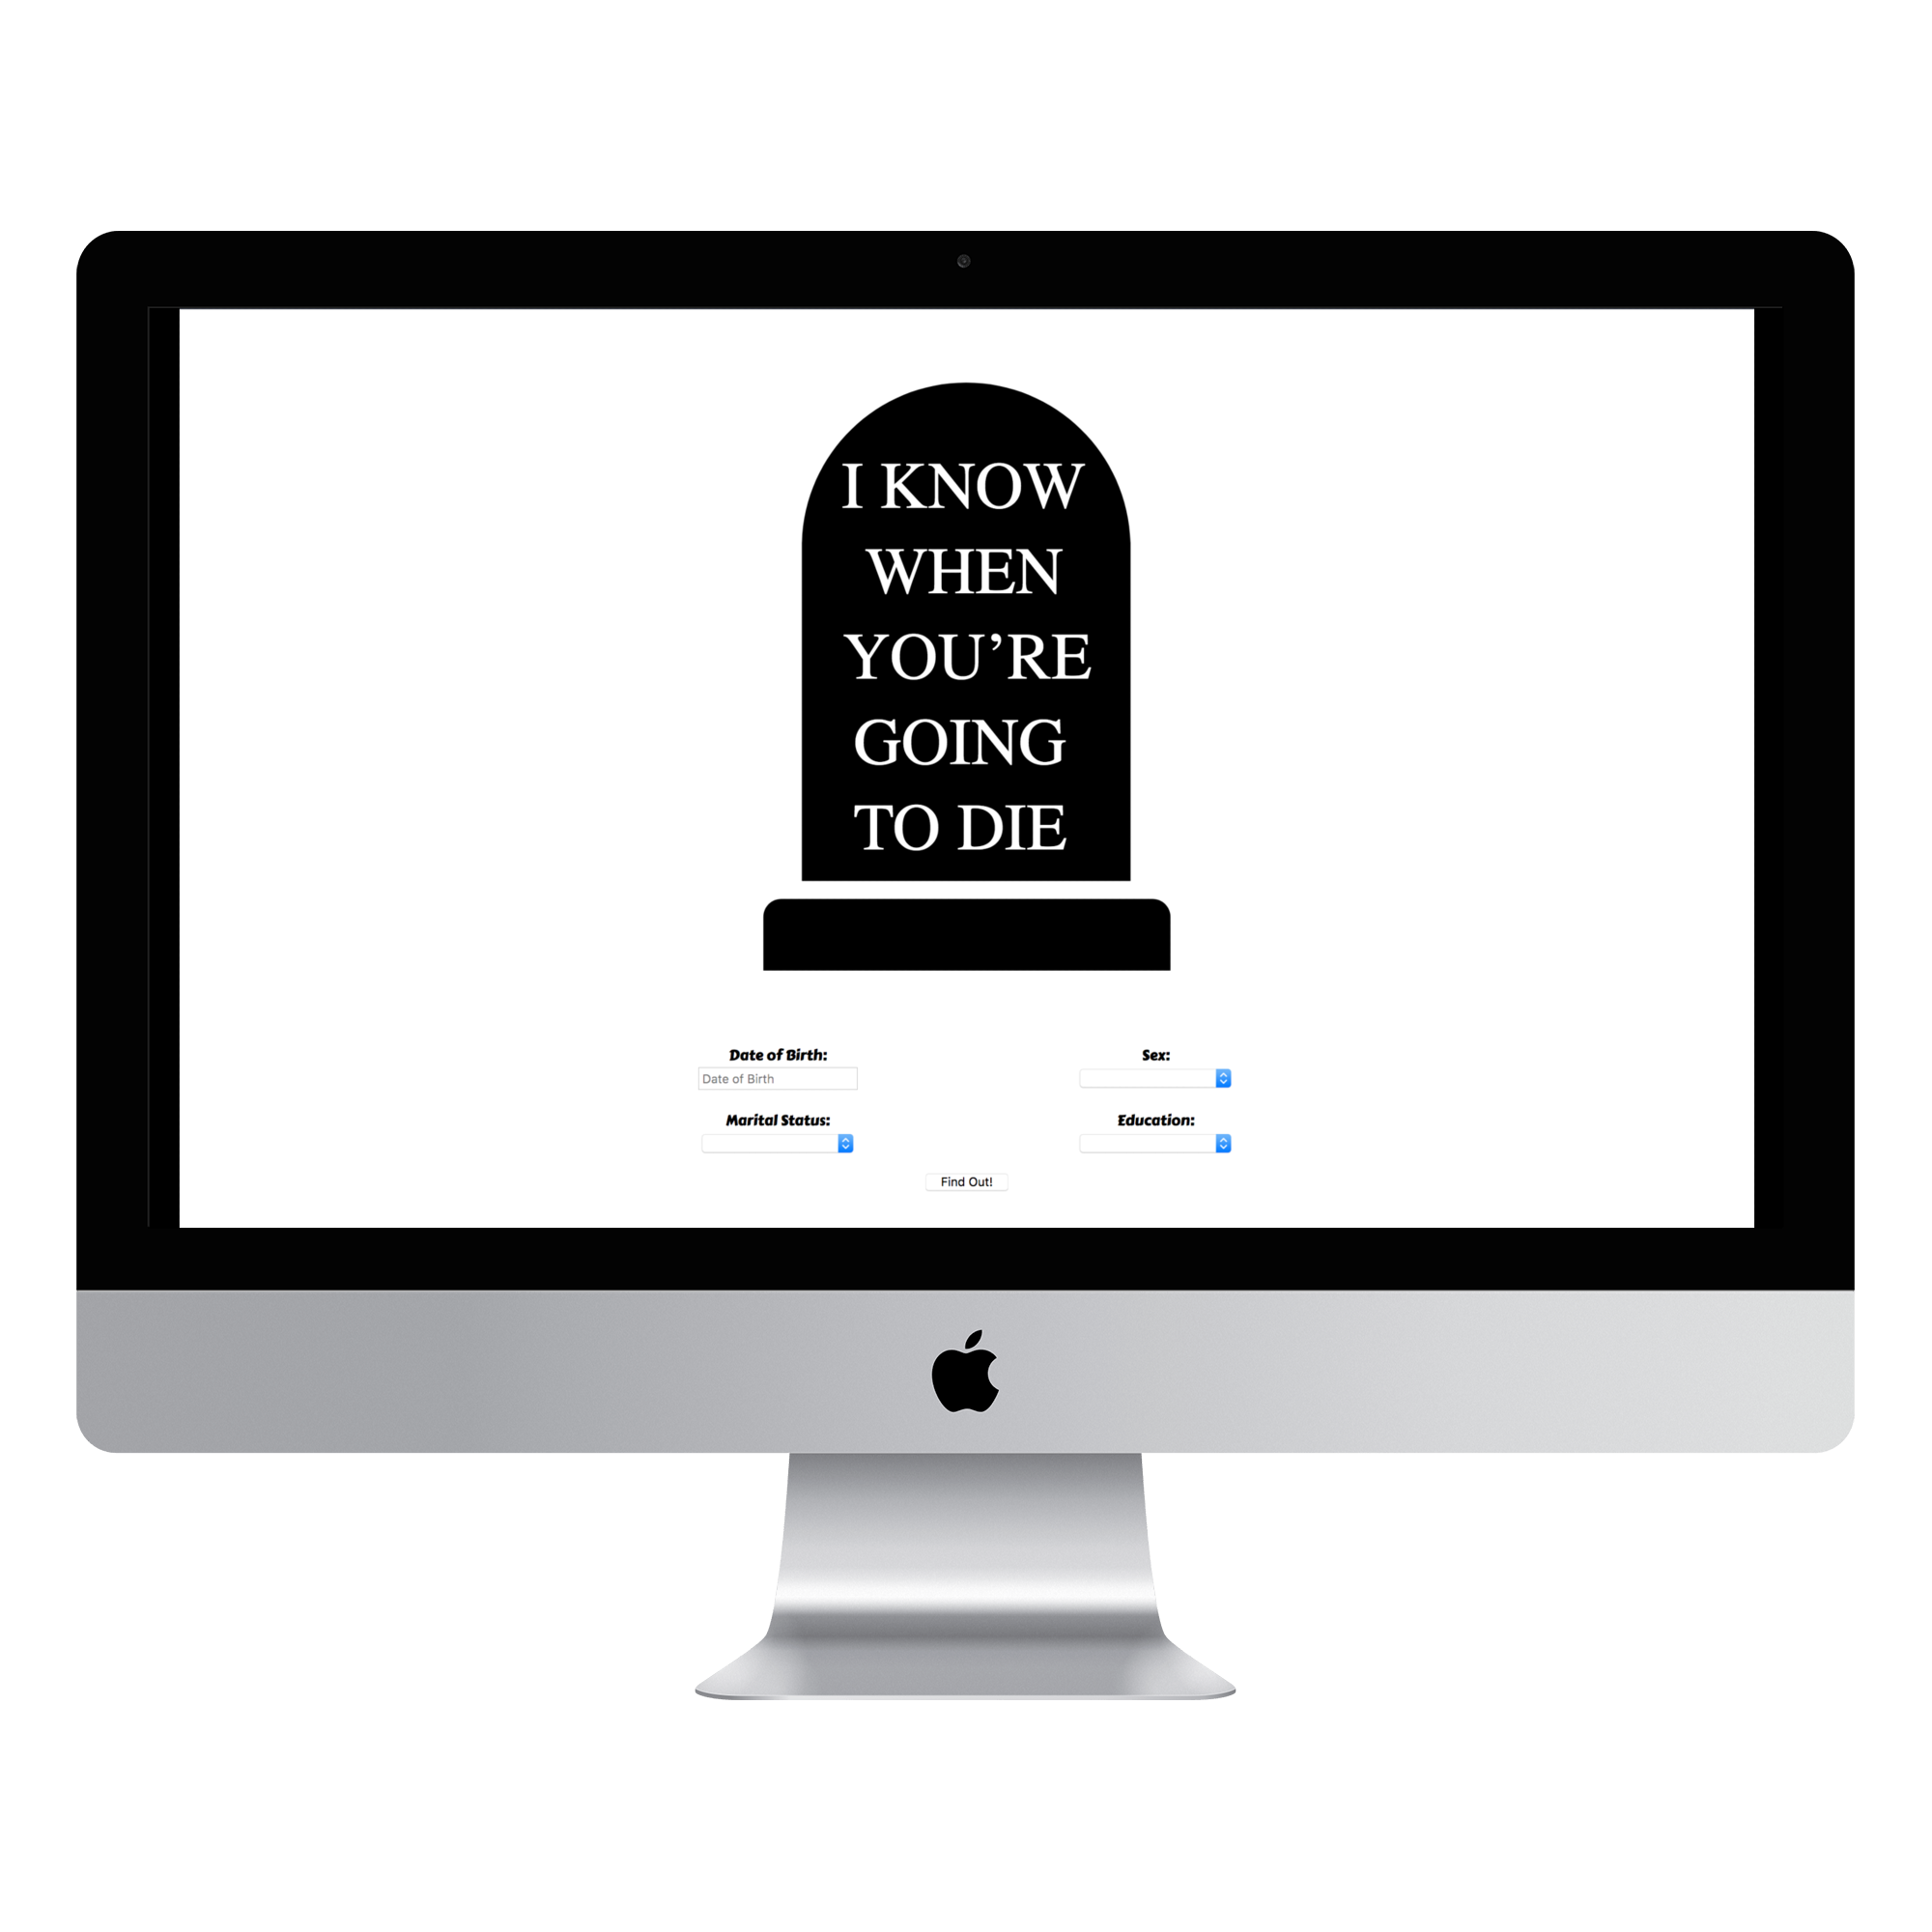 I KNOW
WHEN
YOU’RE
GOING
TO DIE
Date of Birth:
Sex:
Date of Birth
Marital Status:
Education:
Find Out!